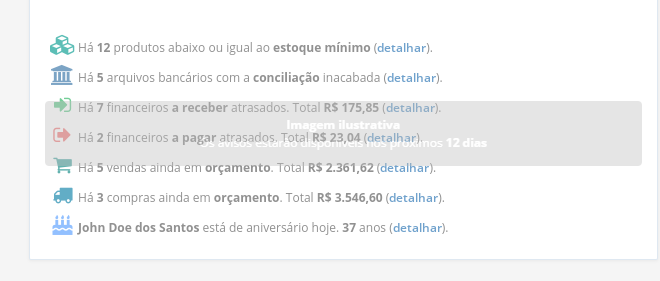 Há 12 produtos abaixo ou igual ao estoque mínimo (detalhar).
Há 5 arquivos bancários com a conciliação inacabada (detalhar).
Há 7 financeiros a receber atrasados. Total R$ 175,85 (detalhar).
Imagem ilustrativa
Há 2 financeiros a pagar atrasados. Total R$ 23,04 (detalhar).
Os avisos estarão disponíveis nos próximos 12 dias
Há 5 vendas ainda em orçamento. Total R$ 2.361,62 (detalhar).
Há 3 compras ainda em orçamento. Total R$ 3.546,60 (detalhar).
John Doe dos Santos está de aniversário hoje. 37 anos (detalhar).